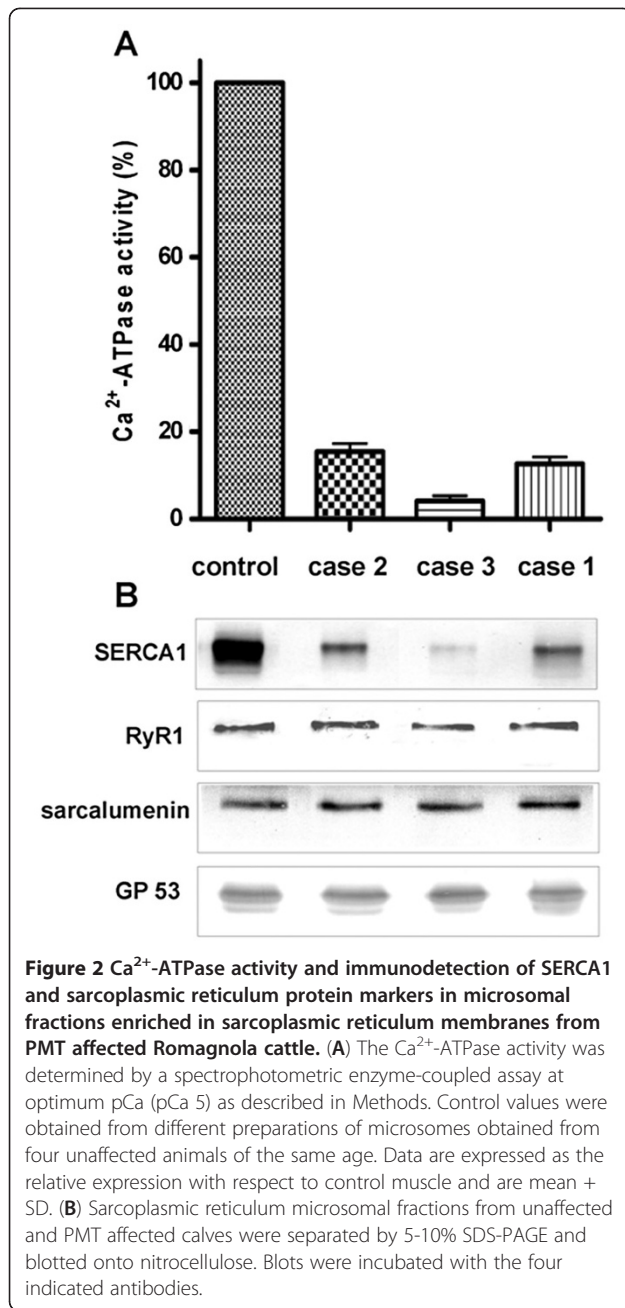 A
Ca2+-ATPase activity (%)
100
80
60
40
20
0
control case 2 case 3 case 1
B
SERCA1
RyR1
sarcalumenin
GP 53
Figure 2 Ca2+-ATPase activity and immunodetection of SERCA1
and sarcoplasmic reticulum protein markers in microsomal
fractions enriched in sarcoplasmic reticulum membranes from
PMT affected Romagnola cattle. (A) The Ca2+-ATPase activity was
determined by a spectrophotometric enzyme-coupled assay at
optimum pCa (pCa 5) as described in Methods. Control values were
obtained from different preparations of microsomes obtained from
four unaffected animals of the same age. Data are expressed as the
relative expression with respect to control muscle and are mean +
SD. (B) Sarcoplasmic reticulum microsomal fractions from unaffected
and PMT affected calves were separated by 5-10% SDS-PAGE and
blotted onto nitrocellulose. Blots were incubated with the four
indicated antibodies.